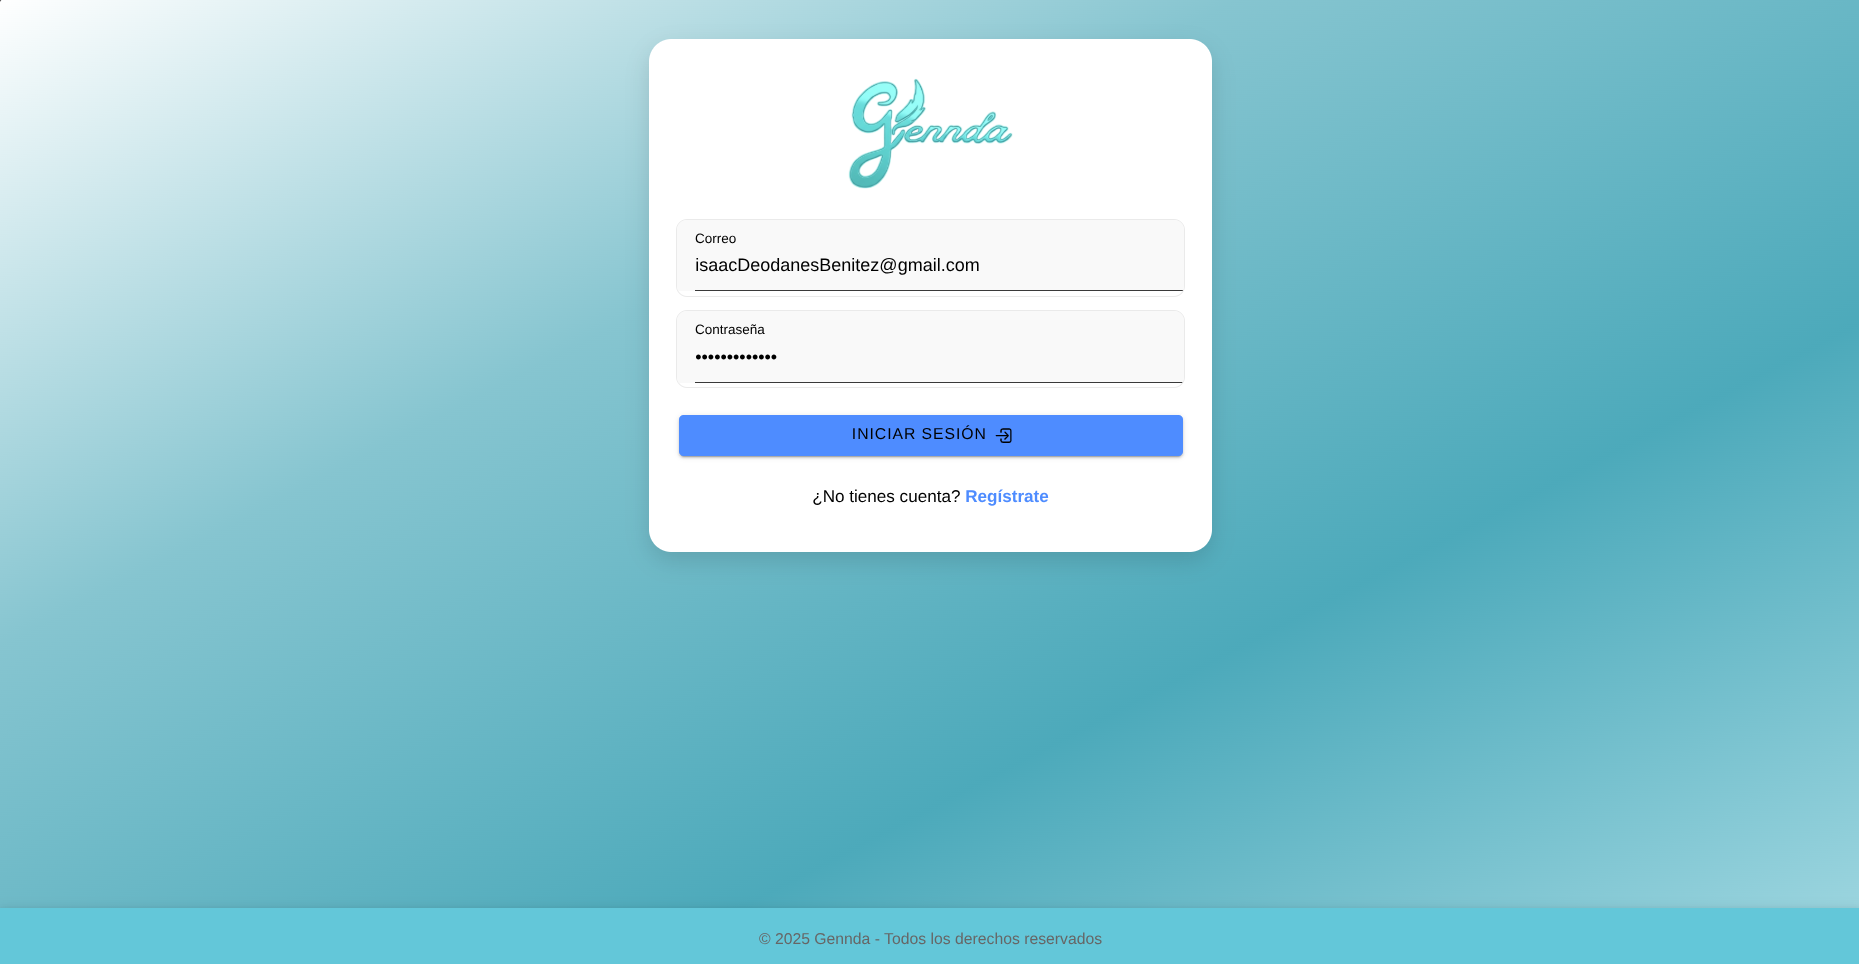 Gennda
Correo
isaacDeodanesBenitez@gmail.com
Contraseña
•••••••••••••
INICIAR SESIÓN
¿No tienes cuenta? Regístrate
© 2025 Gennda - Todos los derechos reservados